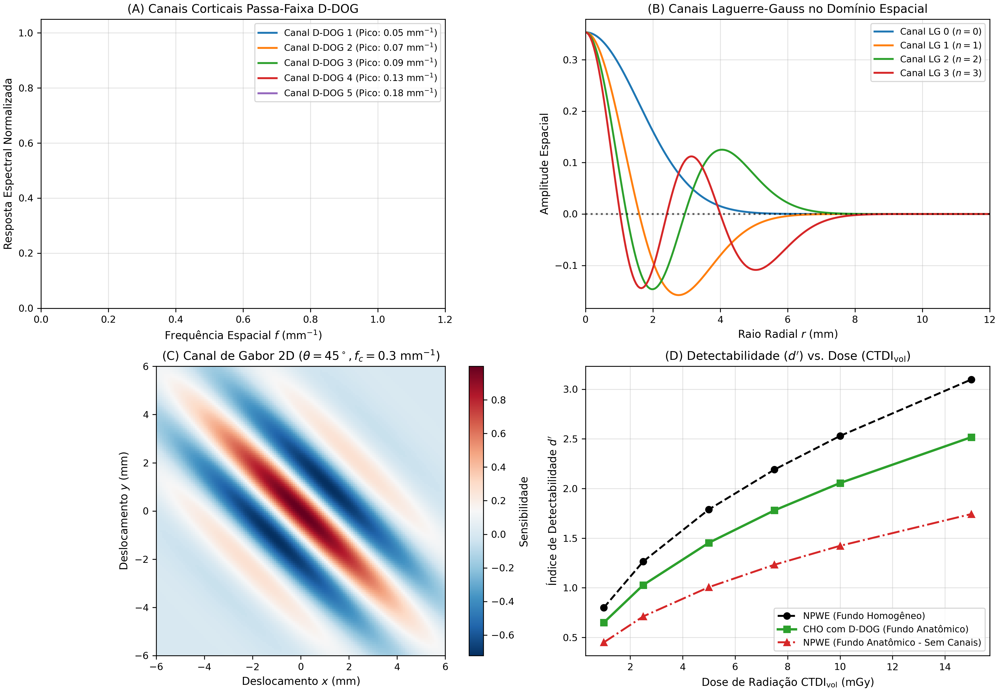 (A) Canais Corticais Passa-Faixa D-DOG
Resposta Espectral Normalizada
1.0
0.8
0.6
0.4
0.2
0.0
Canal D-DOG 1 (Pico: 0.05 mm⁻¹)
Canal D-DOG 2 (Pico: 0.07 mm⁻¹)
Canal D-DOG 3 (Pico: 0.09 mm⁻¹)
Canal D-DOG 4 (Pico: 0.13 mm⁻¹)
Canal D-DOG 5 (Pico: 0.18 mm⁻¹)
0.0 0.2 0.4 0.6 0.8 1.0 1.2
Frequência Espacial f (mm⁻¹)
(B) Canais Laguerre-Gauss no Domínio Espacial
Amplitude Espacial
0.3
0.2
0.1
0.0
−0.1
Canal LG 0 (n = 0)
Canal LG 1 (n = 1)
Canal LG 2 (n = 2)
Canal LG 3 (n = 3)
0 2 4 6 8 10 12
Raio Radial r (mm)
(C) Canal de Gabor 2D (θ = 45°, f_c = 0.3 mm⁻¹)
Deslocamento y (mm)
6
4
2
0
−2
−4
−6
−6 −4 −2 0 2 4 6
Deslocamento x (mm)
0.8
0.6
0.4
0.2
0.0
−0.2
−0.4
−0.6
Sensibilidade
(D) Detectabilidade (d′) vs. Dose (CTDI_vol)
Índice de Detectabilidade d′
3.0
2.5
2.0
1.5
1.0
0.5
NPWE (Fundo Homogêneo)
CHO com D-DOG (Fundo Anatômico)
NPWE (Fundo Anatômico - Sem Canais)
2 4 6 8 10 12 14
Dose de Radiação CTDI_vol (mGy)